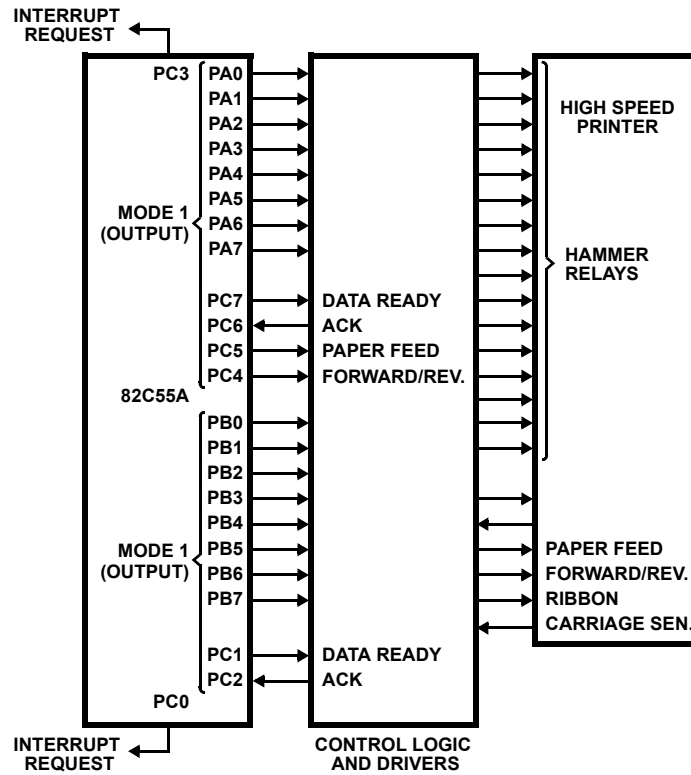 INTERRUPT
REQUEST
PC3 PA0
PA1
PA2
PA3
PA4
PA5
PA6
PA7
MODE 1
(OUTPUT)
PC7
PC6
PC5
PC4
82C55A
PB0
PB1
PB2
PB3
PB4
PB5
PB6
PB7
MODE 1
(OUTPUT)
PC1
PC2
PC0
INTERRUPT
REQUEST
DATA READY
ACK
PAPER FEED
FORWARD/REV.
DATA READY
ACK
CONTROL LOGIC
AND DRIVERS
HIGH SPEED
PRINTER
HAMMER
RELAYS
PAPER FEED
FORWARD/REV.
RIBBON
CARRIAGE SEN.